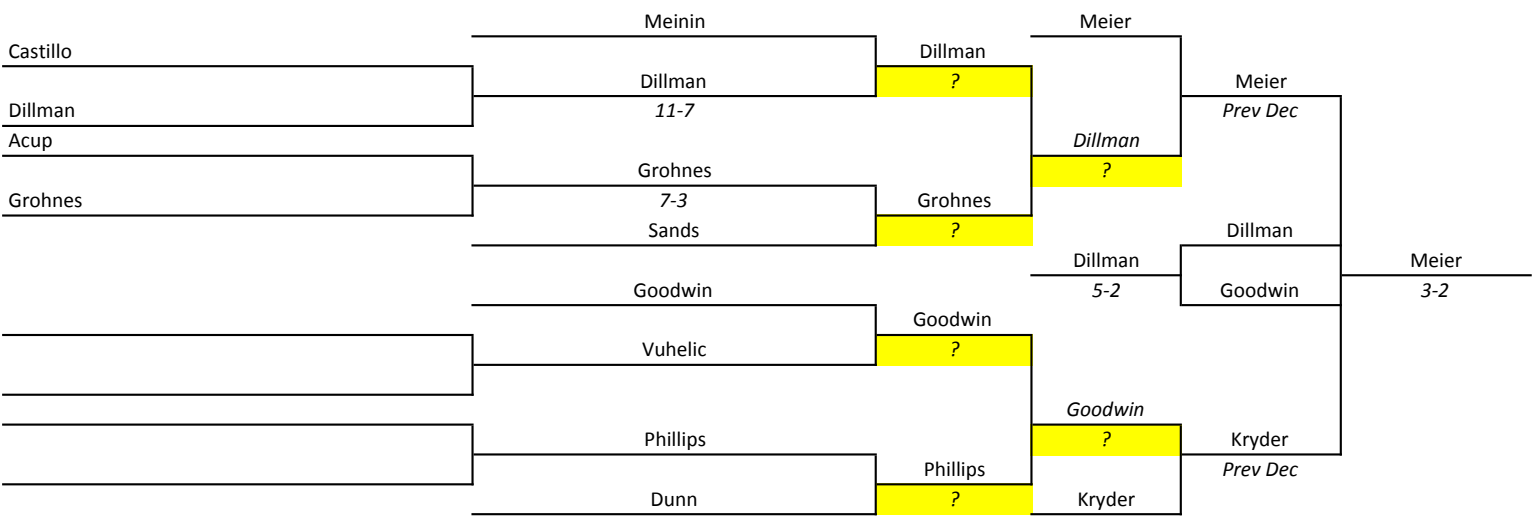 Meinin Meier
Castillo Dillman
Dillman ? Meier
Dillman 11-7 Prev Dec
Acup Dillman
Grohnes ?
Grohnes 7-3 Grohnes
Sands ? Dillman
Dillman Meier
Goodwin 5-2 Goodwin 3-2
Goodwin
Vuhelic ?
Goodwin
Phillips ? Kryder
Phillips Prev Dec
Dunn ? Kryder